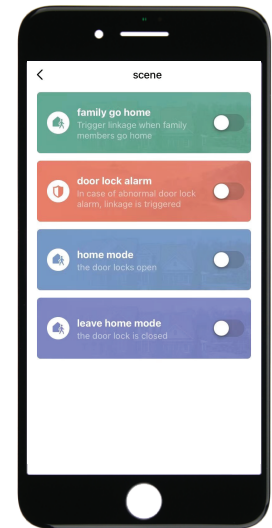 scene
family go home
Trigger linkage when family
members go home
door lock alarm
In case of abnormal door lock
alarm, linkage is triggered
home mode
the door locks open
leave home mode
the door lock is closed